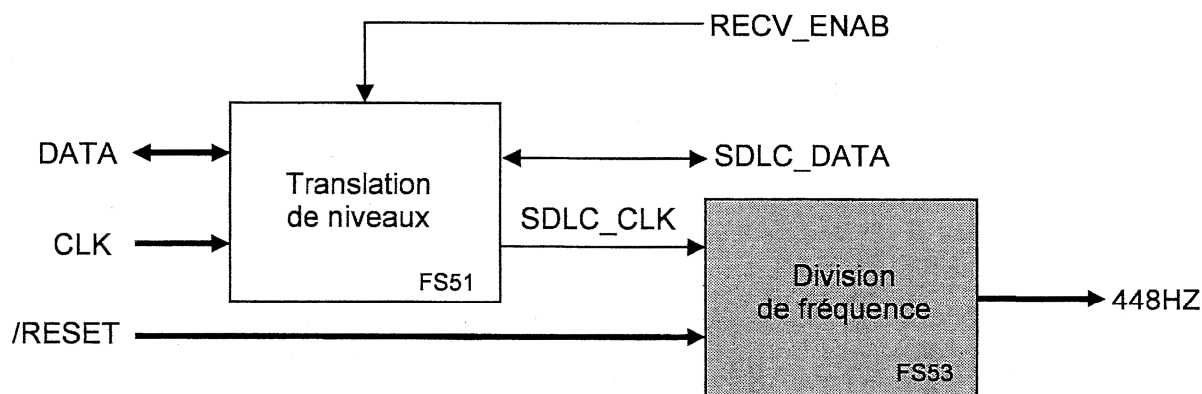 RECV_ENAB
DATA
Translation
de niveaux
SDLC_DATA
CLK
SDLC_CLK
FS51
Division
de fréquence
448HZ
/RESET
FS53